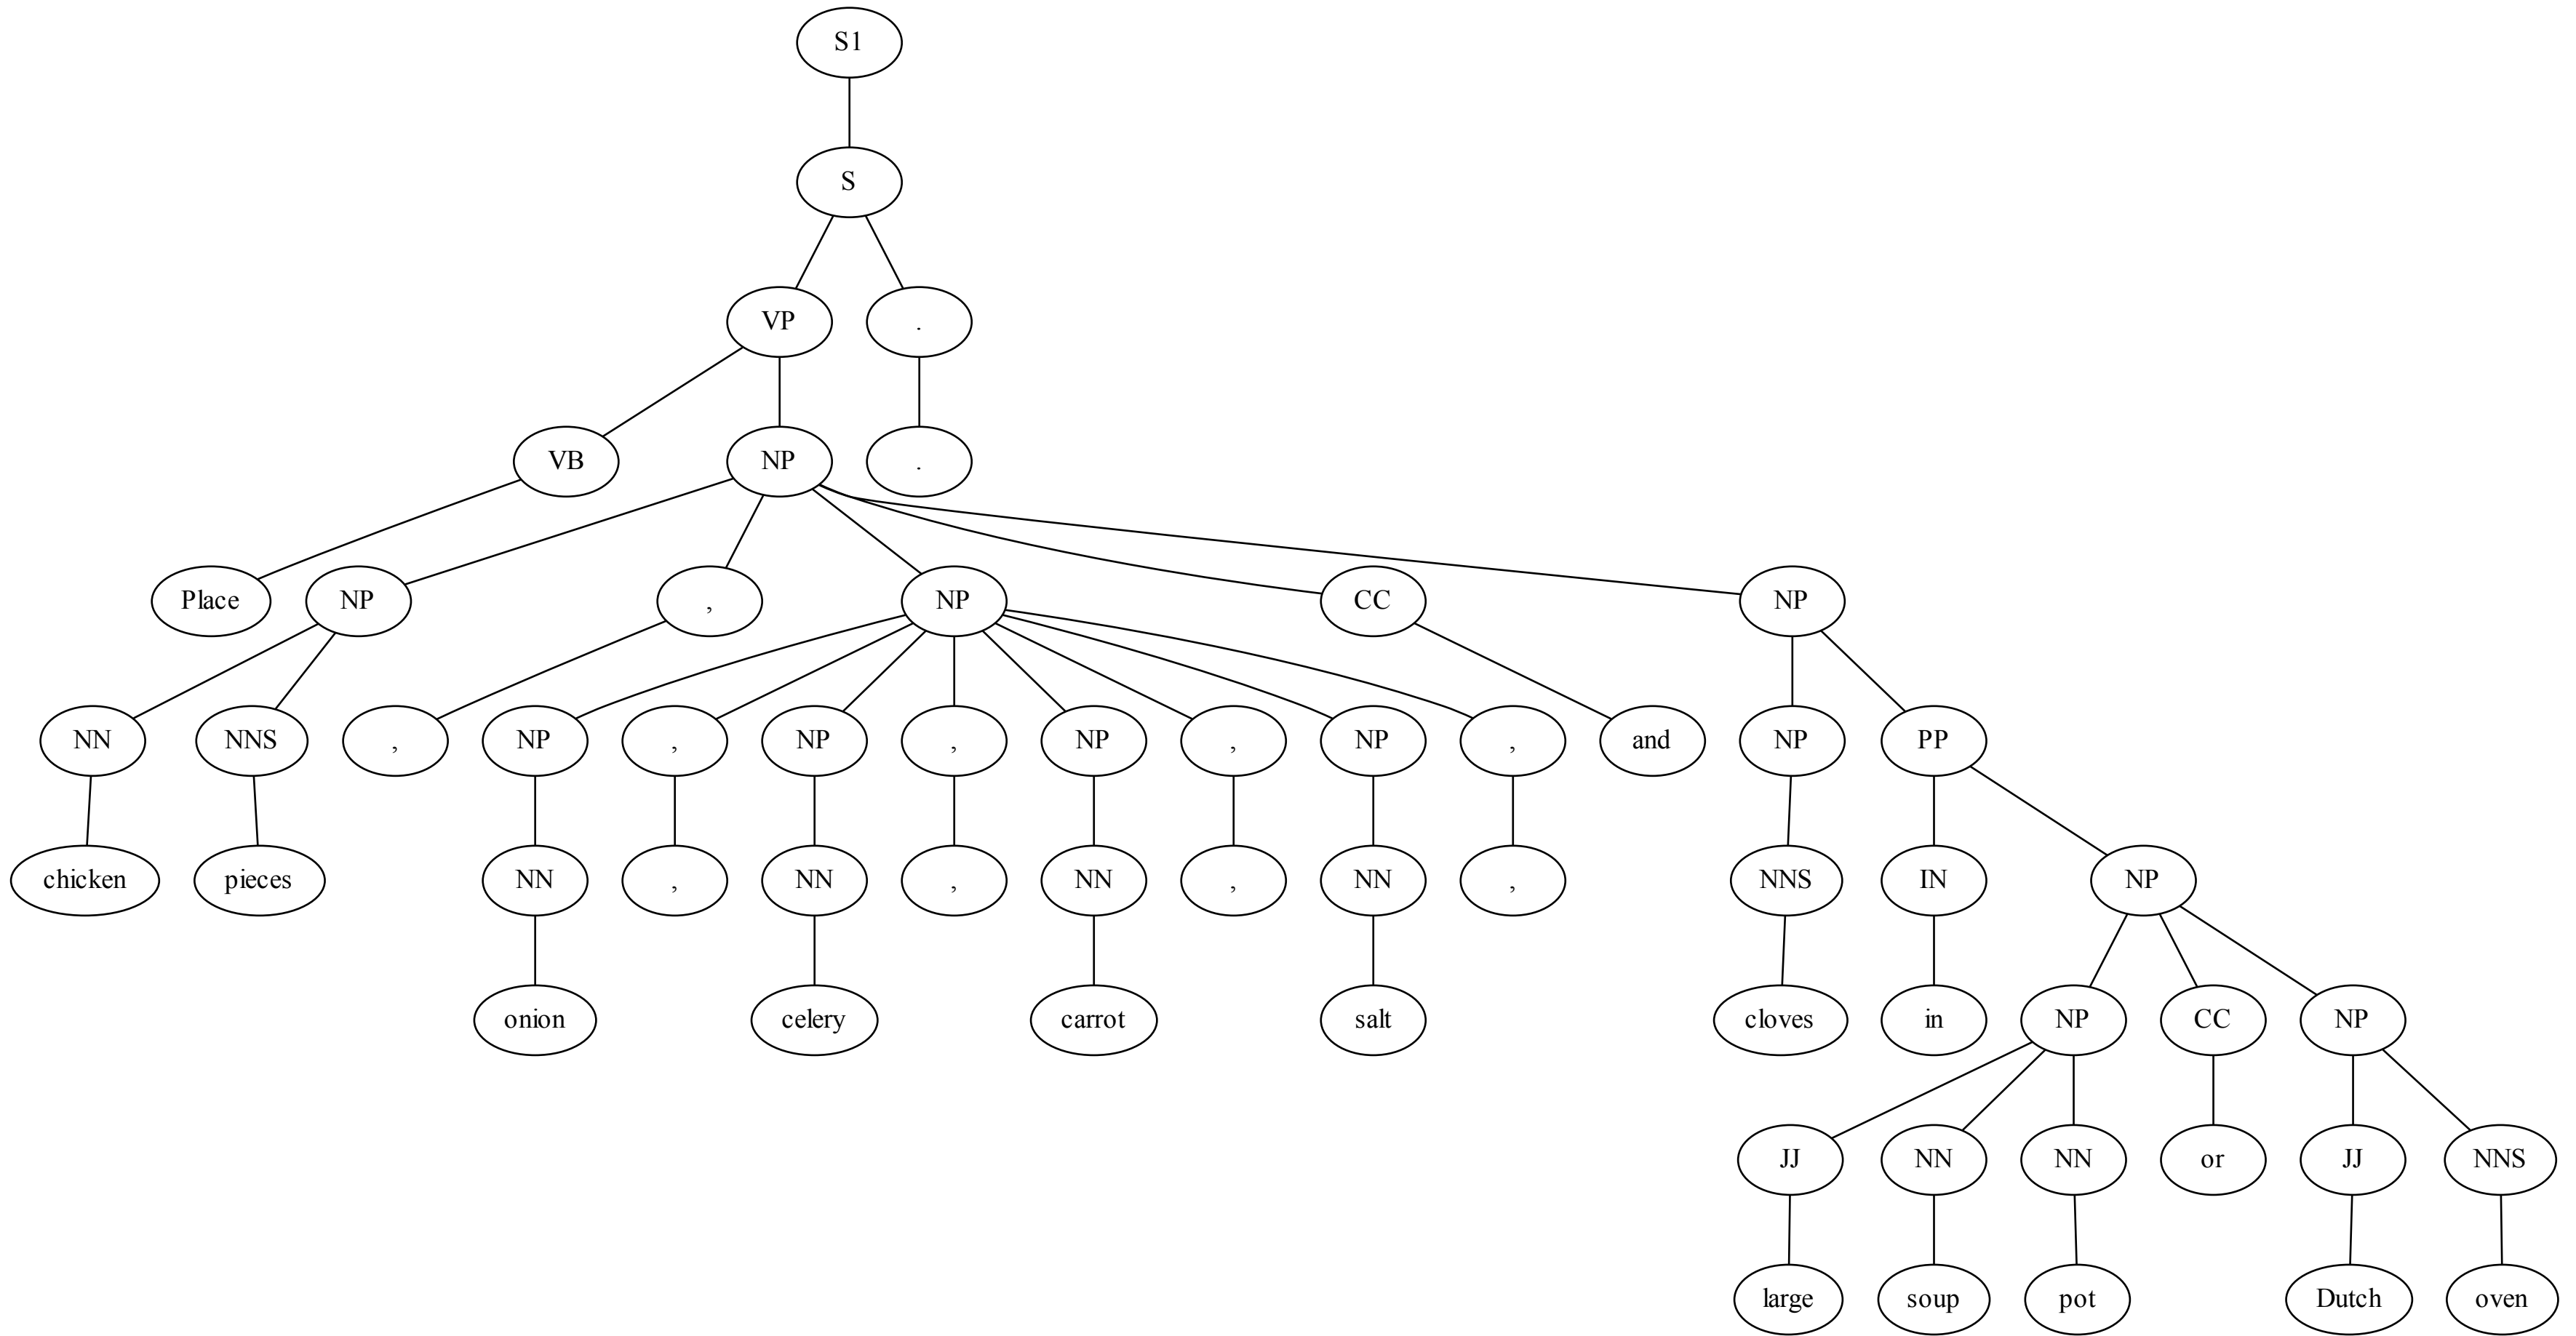 S1
S
VP .
VB NP .
Place NP , NP CC NP
NN NNS , NP , NP , NP , NP , and NP PP
chicken pieces NN , NN , NN , NN , NNS IN NP
onion celery carrot salt cloves in NP CC NP
JJ NN NN or JJ NNS
large soup pot Dutch oven